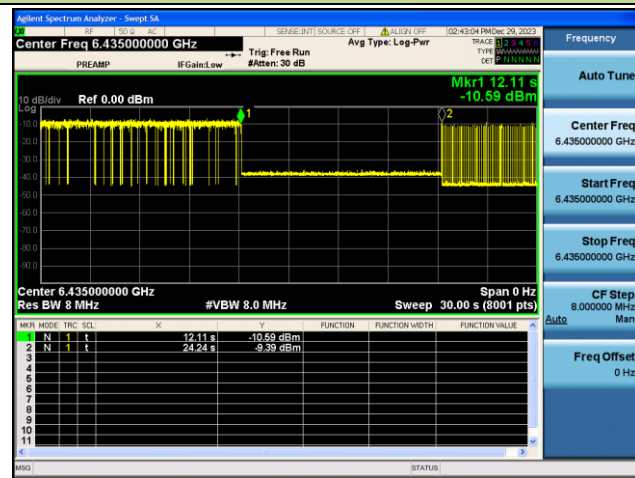 Agilent Spectrum Analyzer - Swept SA
RF 50 Ω AC SENSE:INT SOURCE OFF ALIGN OFF 02:43:04 PM Dec 29, 2023
Center Freq 6.435000000 GHz
Avg Type: Log-Pwr
TRACE 1 2 3 4 5 6
TYPE
DET P N N N N N
PREAMP
IFGain:Low
Trig: Free Run
#Atten: 30 dB
Mkr1 12.11 s
-10.59 dBm
10 dB/div Ref 0.00 dBm
Log
1
2
-10.0
-20.0
-30.0
-40.0
-50.0
-60.0
-70.0
-80.0
-90.0
Center 6.435000000 GHz Span 0 Hz
Res BW 8 MHz #VBW 8.0 MHz Sweep 30.00 s (8001 pts)
MKR MODE TRC SCL X Y FUNCTION FUNCTION WIDTH FUNCTION VALUE
1 N 1 t 12.11 s -10.59 dBm
2 N 1 t 24.24 s -9.39 dBm
3
4
5
6
7
8
9
10
11
MSG STATUS
Frequency
Auto Tune
Center Freq
6.435000000 GHz
Start Freq
6.435000000 GHz
Stop Freq
6.435000000 GHz
CF Step
8.000000 MHz
Auto Man
Freq Offset
0 Hz